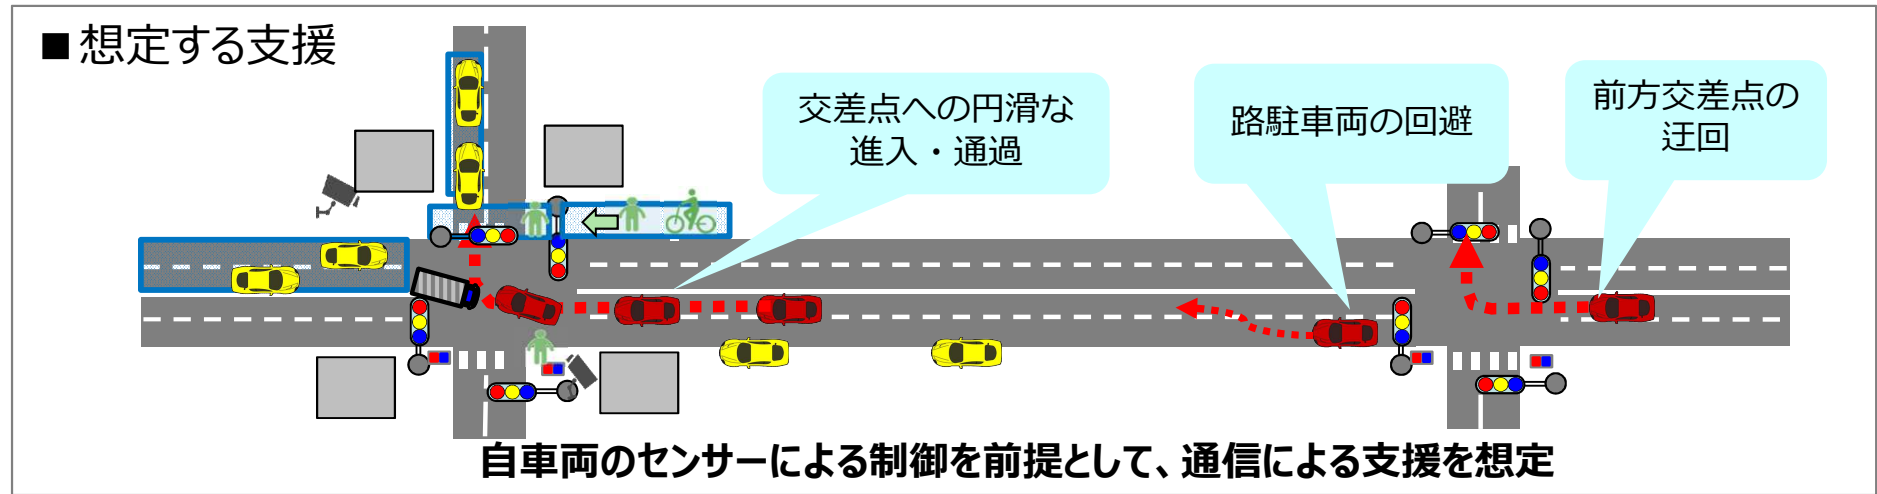 ■想定する支援
交差点への円滑な
進入・通過
路駐車両の回避
前方交差点の
迂回
自車両のセンサーによる制御を前提として、通信による支援を想定